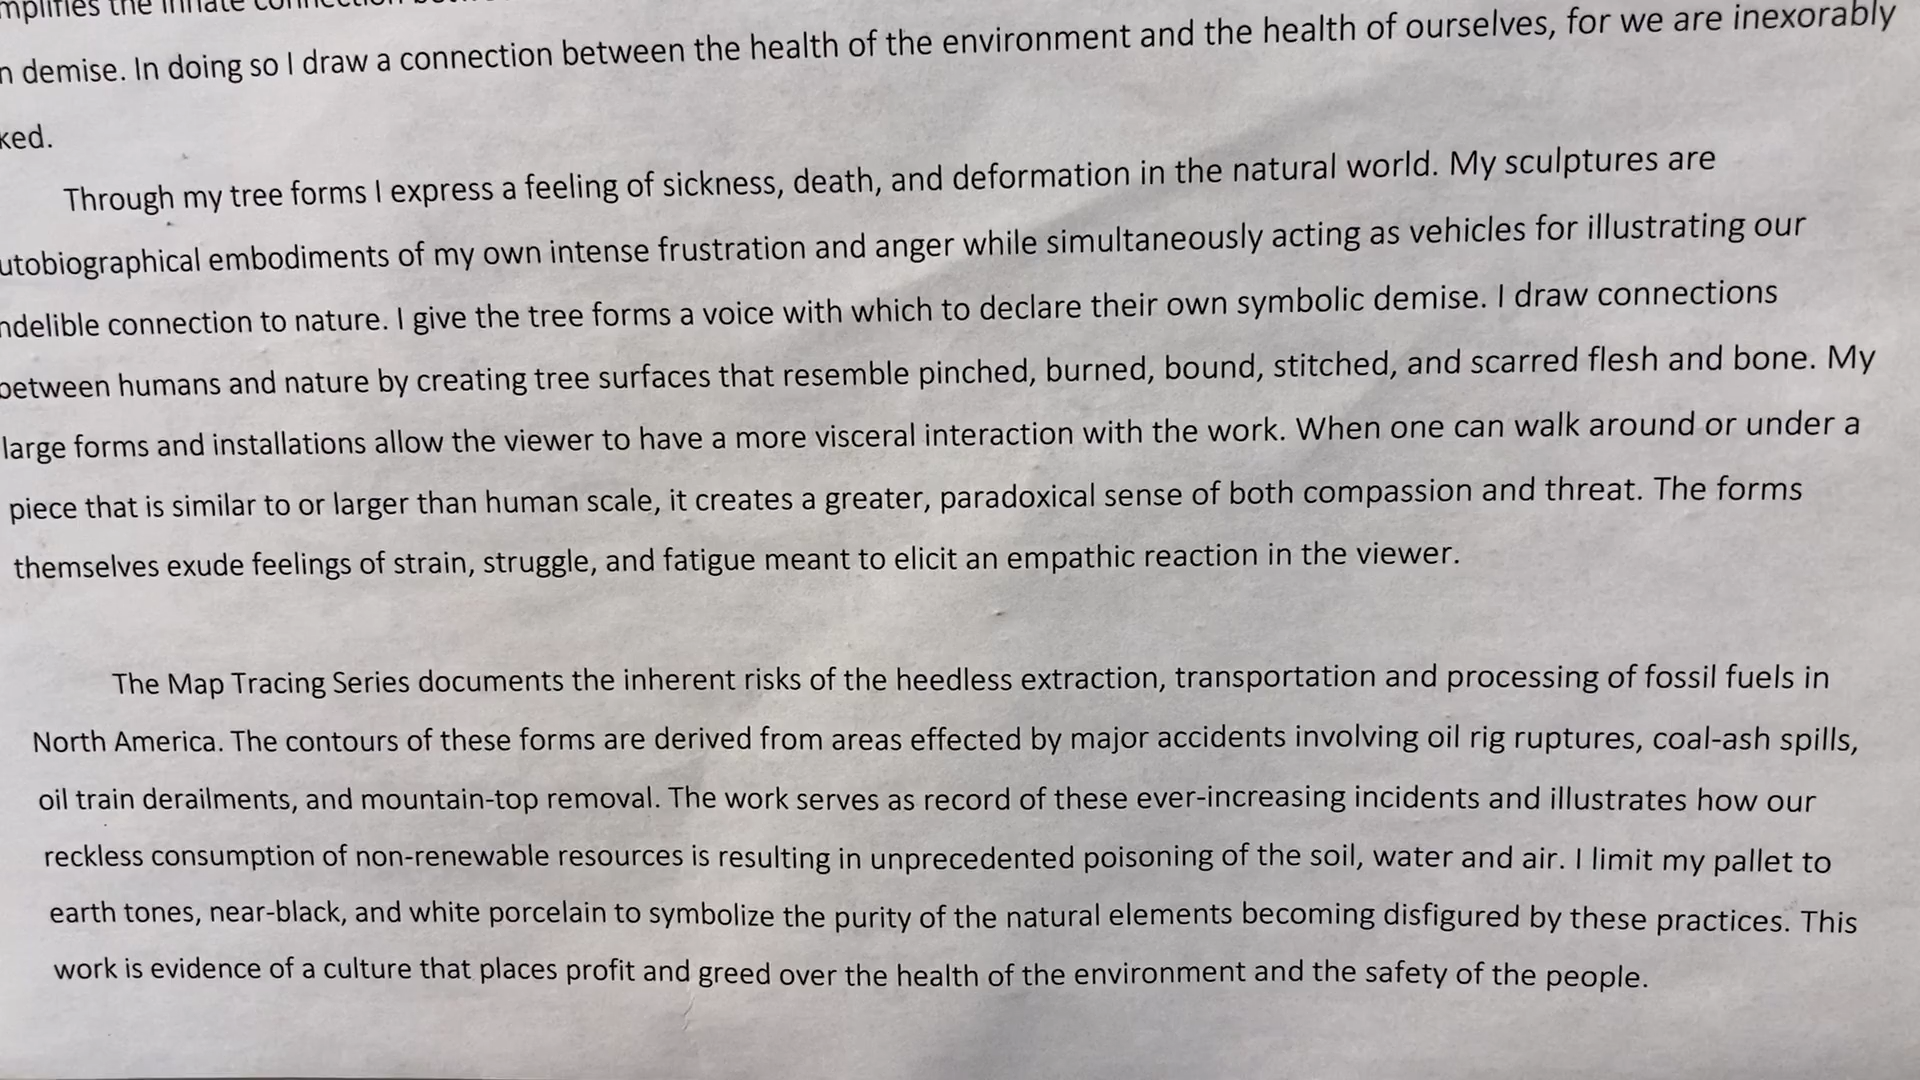 the innate
demise. In doing so I draw a connection between the health of the environment and the health of ourselves, for we are inexorably
Through my tree forms I express a feeling of sickness, death, and deformation in the natural world. My sculptures are
utobiographical embodiments of my own intense frustration and anger while simultaneously acting as vehicles for illustrating our
ndelible connection to nature. I give the tree forms a voice with which to declare their own symbolic demise. I draw connections
between humans and nature by creating tree surfaces that resemble pinched, burned, bound, stitched, and scarred flesh and bone. My
large forms and installations allow the viewer to have a more visceral interaction with the work. When one can walk around or under a
piece that is similar to or larger than human scale, it creates a greater, paradoxical sense of both compassion and threat. The forms
themselves exude feelings of strain, struggle, and fatigue meant to elicit an empathic reaction in the viewer.
The Map Tracing Series documents the inherent risks of the heedless extraction, transportation and processing of fossil fuels in
North America. The contours of these forms are derived from areas effected by major accidents involving oil rig ruptures, coal-ash spills,
oil train derailments, and mountain-top removal. The work serves as record of these ever-increasing incidents and illustrates how our
reckless consumption of non-renewable resources is resulting in unprecedented poisoning of the soil, water and air. I limit my pallet to
earth tones, near-black, and white porcelain to symbolize the purity of the natural elements becoming disfigured by these practices. This
work is evidence of a culture that places profit and greed over the health of the environment and the safety of the people.